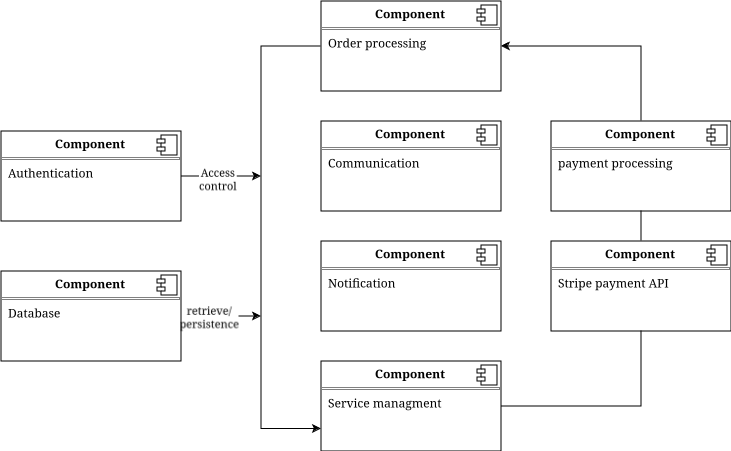 Component
Order processing
Component
Authentication
Access
control
Component
Communication
Component
payment processing
Component
Database
retrieve/
persistence
Component
Notification
Component
Stripe payment API
Component
Service managment